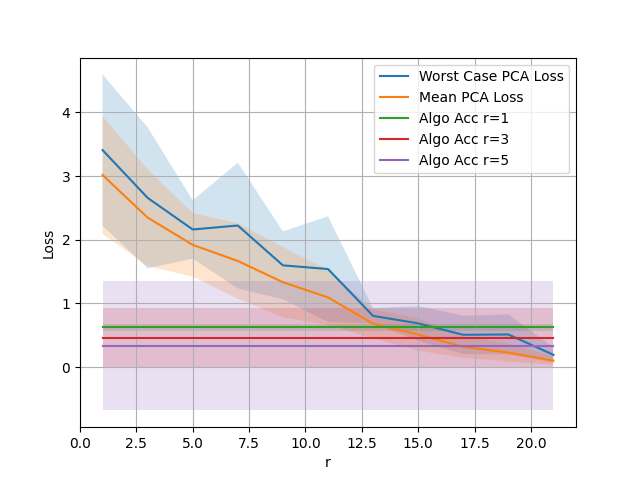 Worst Case PCA Loss
Mean PCA Loss
Algo Acc r=1
Algo Acc r=3
Algo Acc r=5
4
3
2
1
0
Loss
0.0 2.5 5.0 7.5 10.0 12.5 15.0 17.5 20.0
r